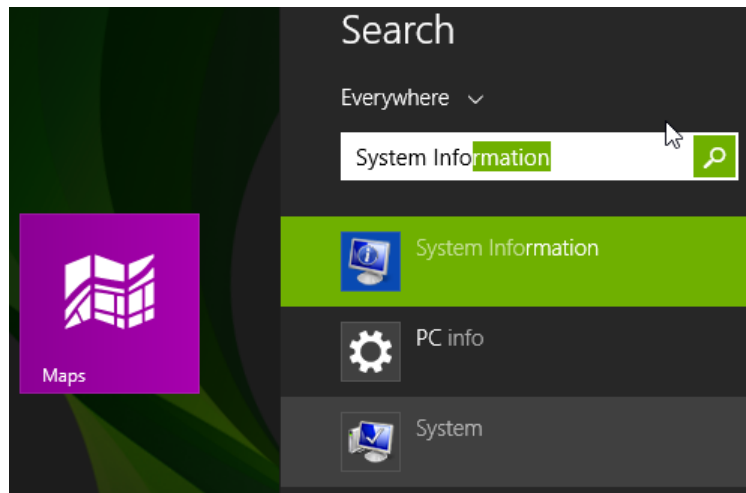 Search
Everywhere
System Information
System Information
PC info
Maps
System